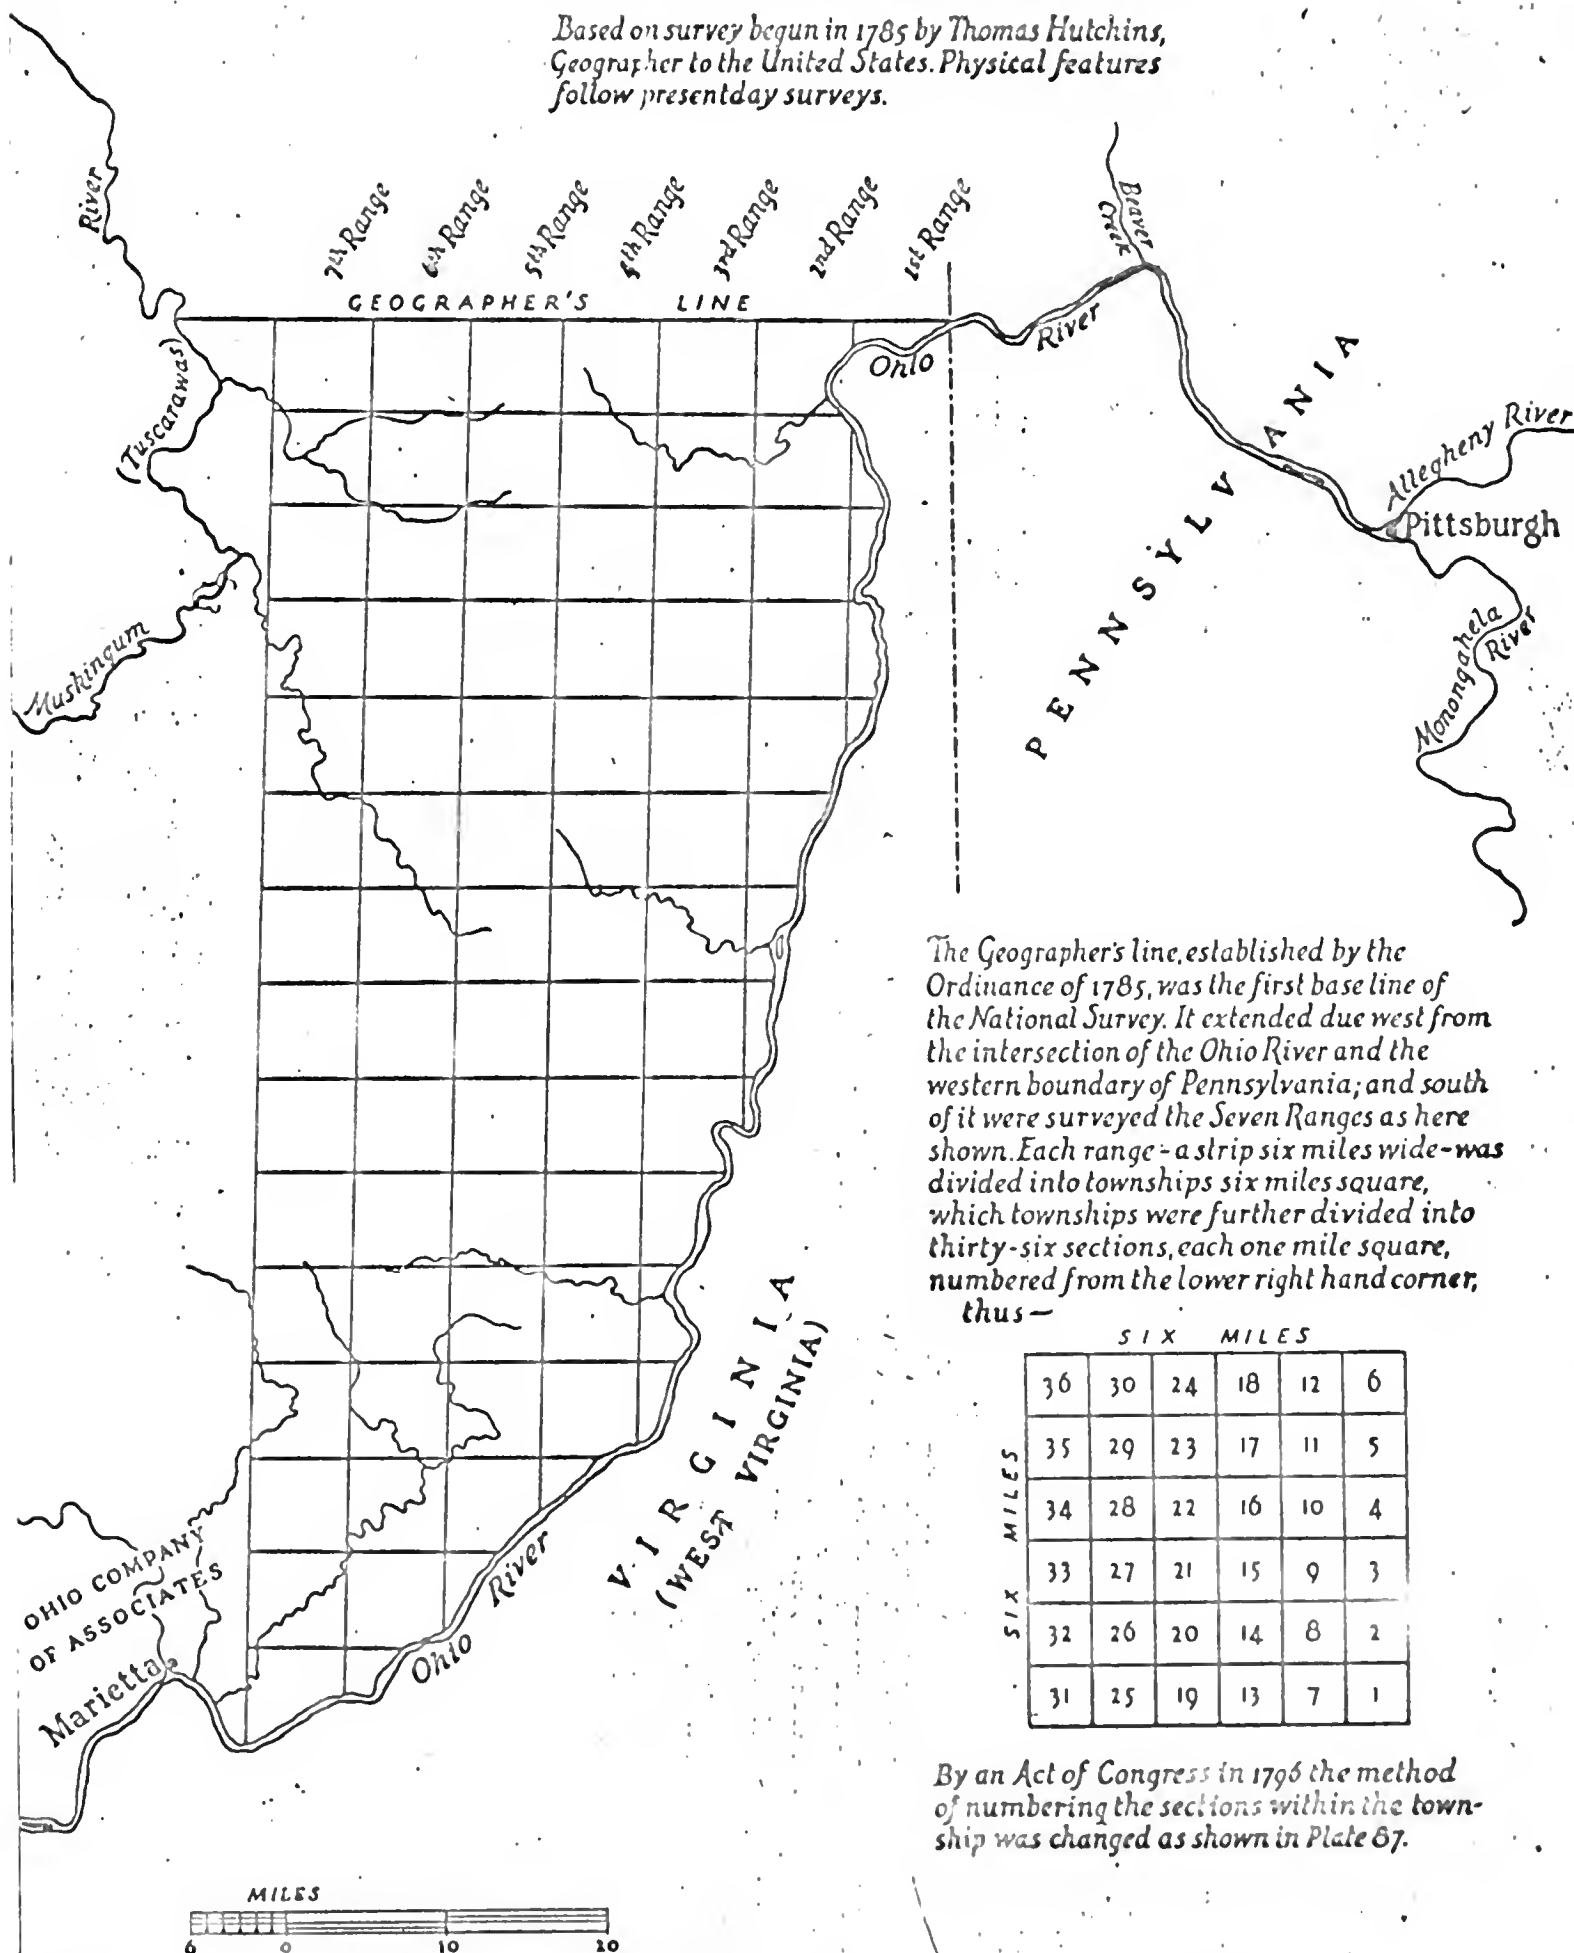 Based on survey begun in 1785 by Thomas Hutchins,
Geographer to the United States. Physical features
follow present day surveys.
River
7th Range
6th Range
5th Range
4th Range
3rd Range
2nd Range
1st Range
Beaver
Creek
GEOGRAPHER'S LINE
Ohio
River
(Tuscarawas)
PENNSYLVANIA
Allegheny River
Pittsburgh
Monongahela
River
Muskingum
The Geographer's line, established by the
Ordinance of 1785, was the first base line of
the National Survey. It extended due west from
the intersection of the Ohio River and the
western boundary of Pennsylvania; and south
of it were surveyed the Seven Ranges as here
shown. Each range - a strip six miles wide - was
divided into townships six miles square,
which townships were further divided into
thirty-six sections, each one mile square,
numbered from the lower right hand corner,
thus —
SIX MILES
SIX MILES
36 30 24 18 12 6
35 29 23 17 11 5
34 28 22 16 10 4
33 27 21 15 9 3
32 26 20 14 8 2
31 25 19 13 7 1
VIRGINIA
(WEST VIRGINIA)
Ohio River
OHIO COMPANY
OF ASSOCIATES
Marietta
By an Act of Congress in 1796 the method
of numbering the sections within the town-
ship was changed as shown in Plate 87.
MILES
6 0 10 20